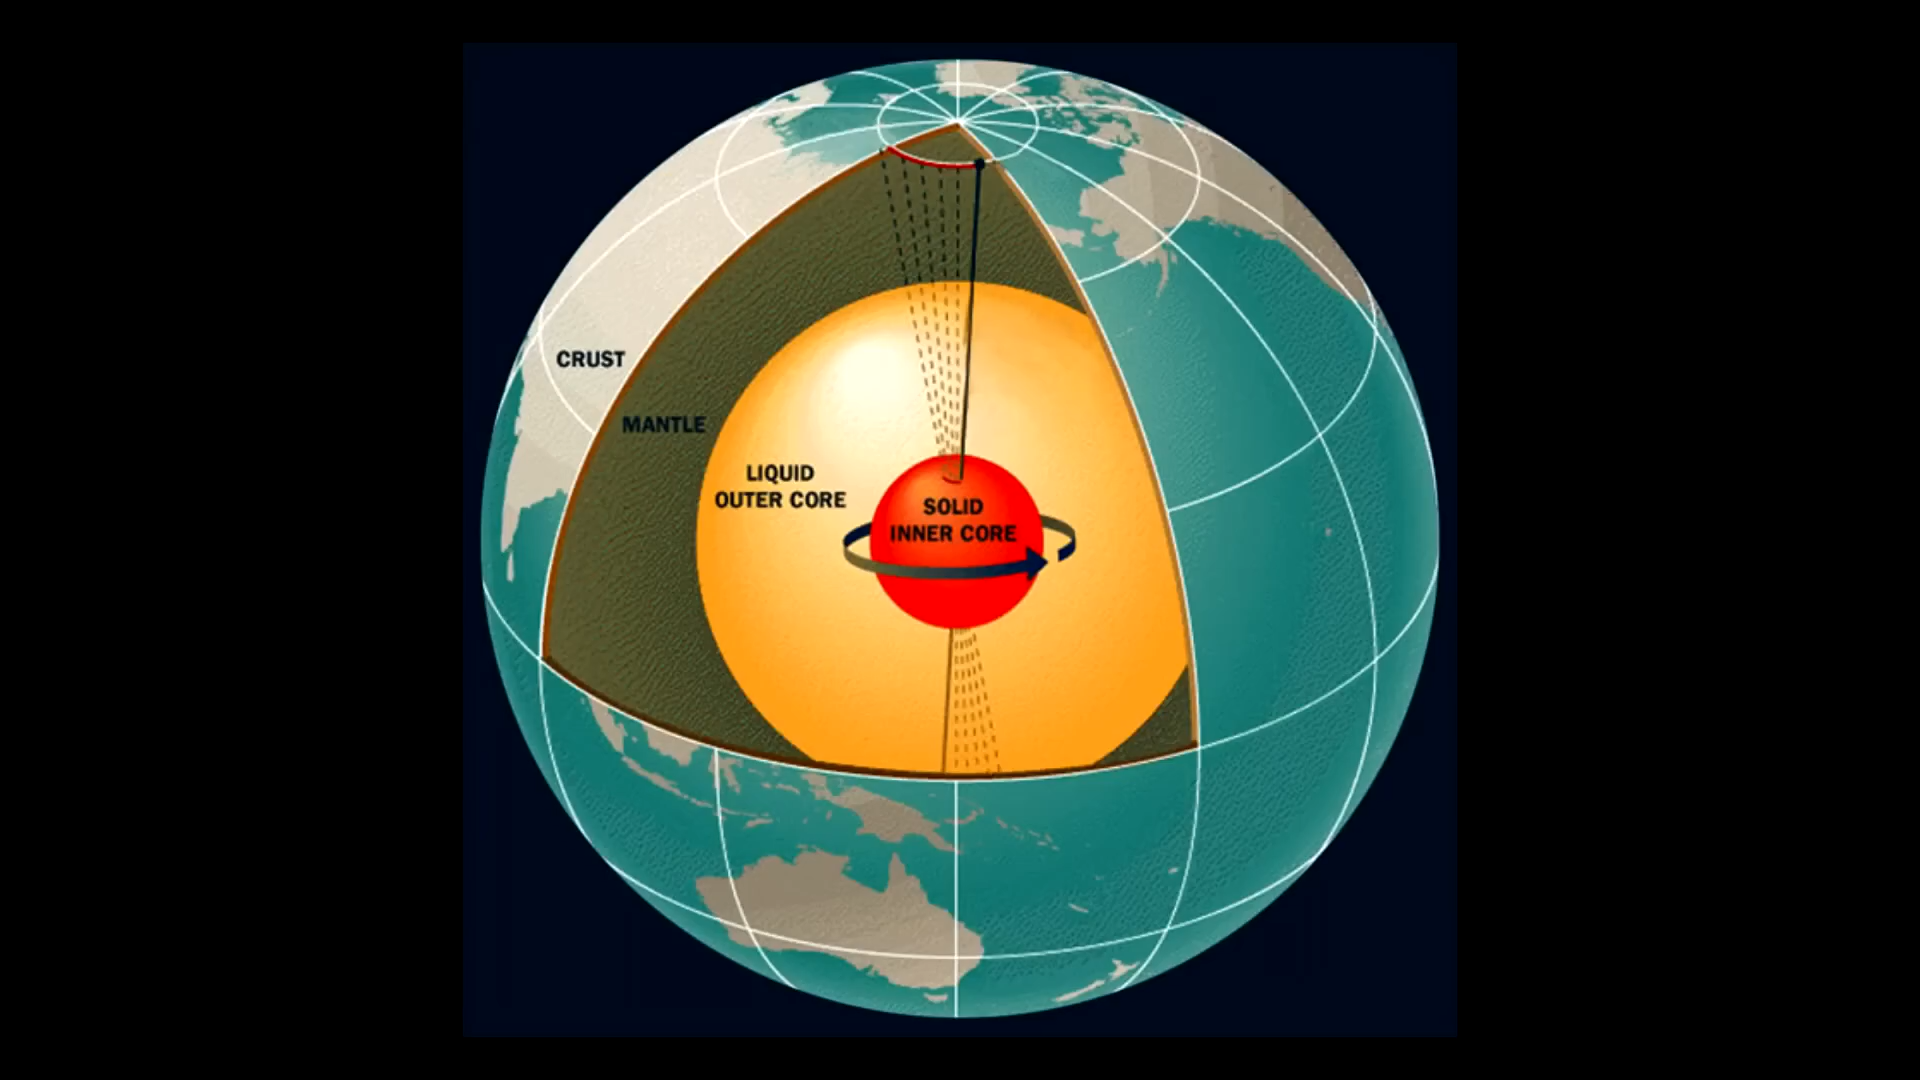 CRUST
MANTLE
LIQUID
OUTER CORE
SOLID
INNER CORE